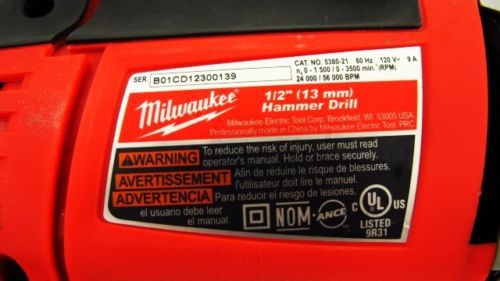 CAT. NO. 5380-21 60 Hz 120 V~ 9 A
SER. B01CD12300139
n₀ 0 - 1 500 / 0 - 3500 min.⁻¹(RPM)
24 000 / 56 000 BPM
Milwaukee
1/2" (13 mm)
Hammer Drill
Milwaukee Electric Tool Corp. Brookfield, WI 53005 USA
Professionally made in China by Milwaukee Electric Tool, PRC
WARNING To reduce the risk of injury, user must read
operator's manual. Hold or brace securely.
AVERTISSEMENT Afin de réduire le risque de blessures,
l'utilisateur doit lire le manuel.
ADVERTENCIA Para reducir el riesgo de lesiones,
el usuario debe leer
el manual.
NOM-ANCE
C UL US
LISTED
9R31